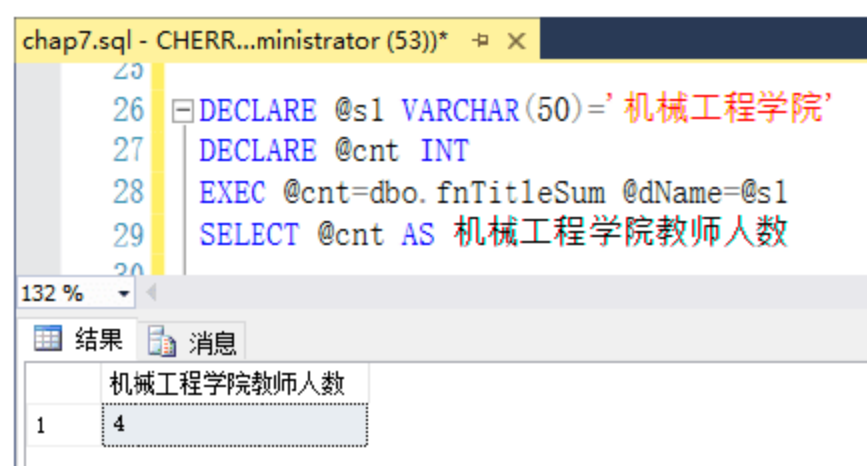 chap7.sql - CHERR...ministrator (53))*
25
26 DECLARE @s1 VARCHAR(50)='机械工程学院'
27 DECLARE @cnt INT
28 EXEC @cnt=dbo.fnTitleSum @dName=@s1
29 SELECT @cnt AS 机械工程学院教师人数
30
132 %
结果 消息
机械工程学院教师人数
1 4